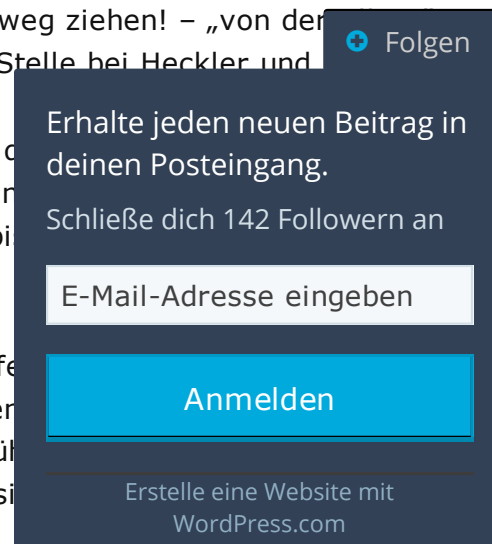 weg ziehen! – „von der
Folgen
Stelle bei Heckler und
Erhalte jeden neuen Beitrag in
deinen Posteingang.
Schließe dich 142 Followern an
E-Mail-Adresse eingeben
Anmelden
Erstelle eine Website mit
WordPress.com